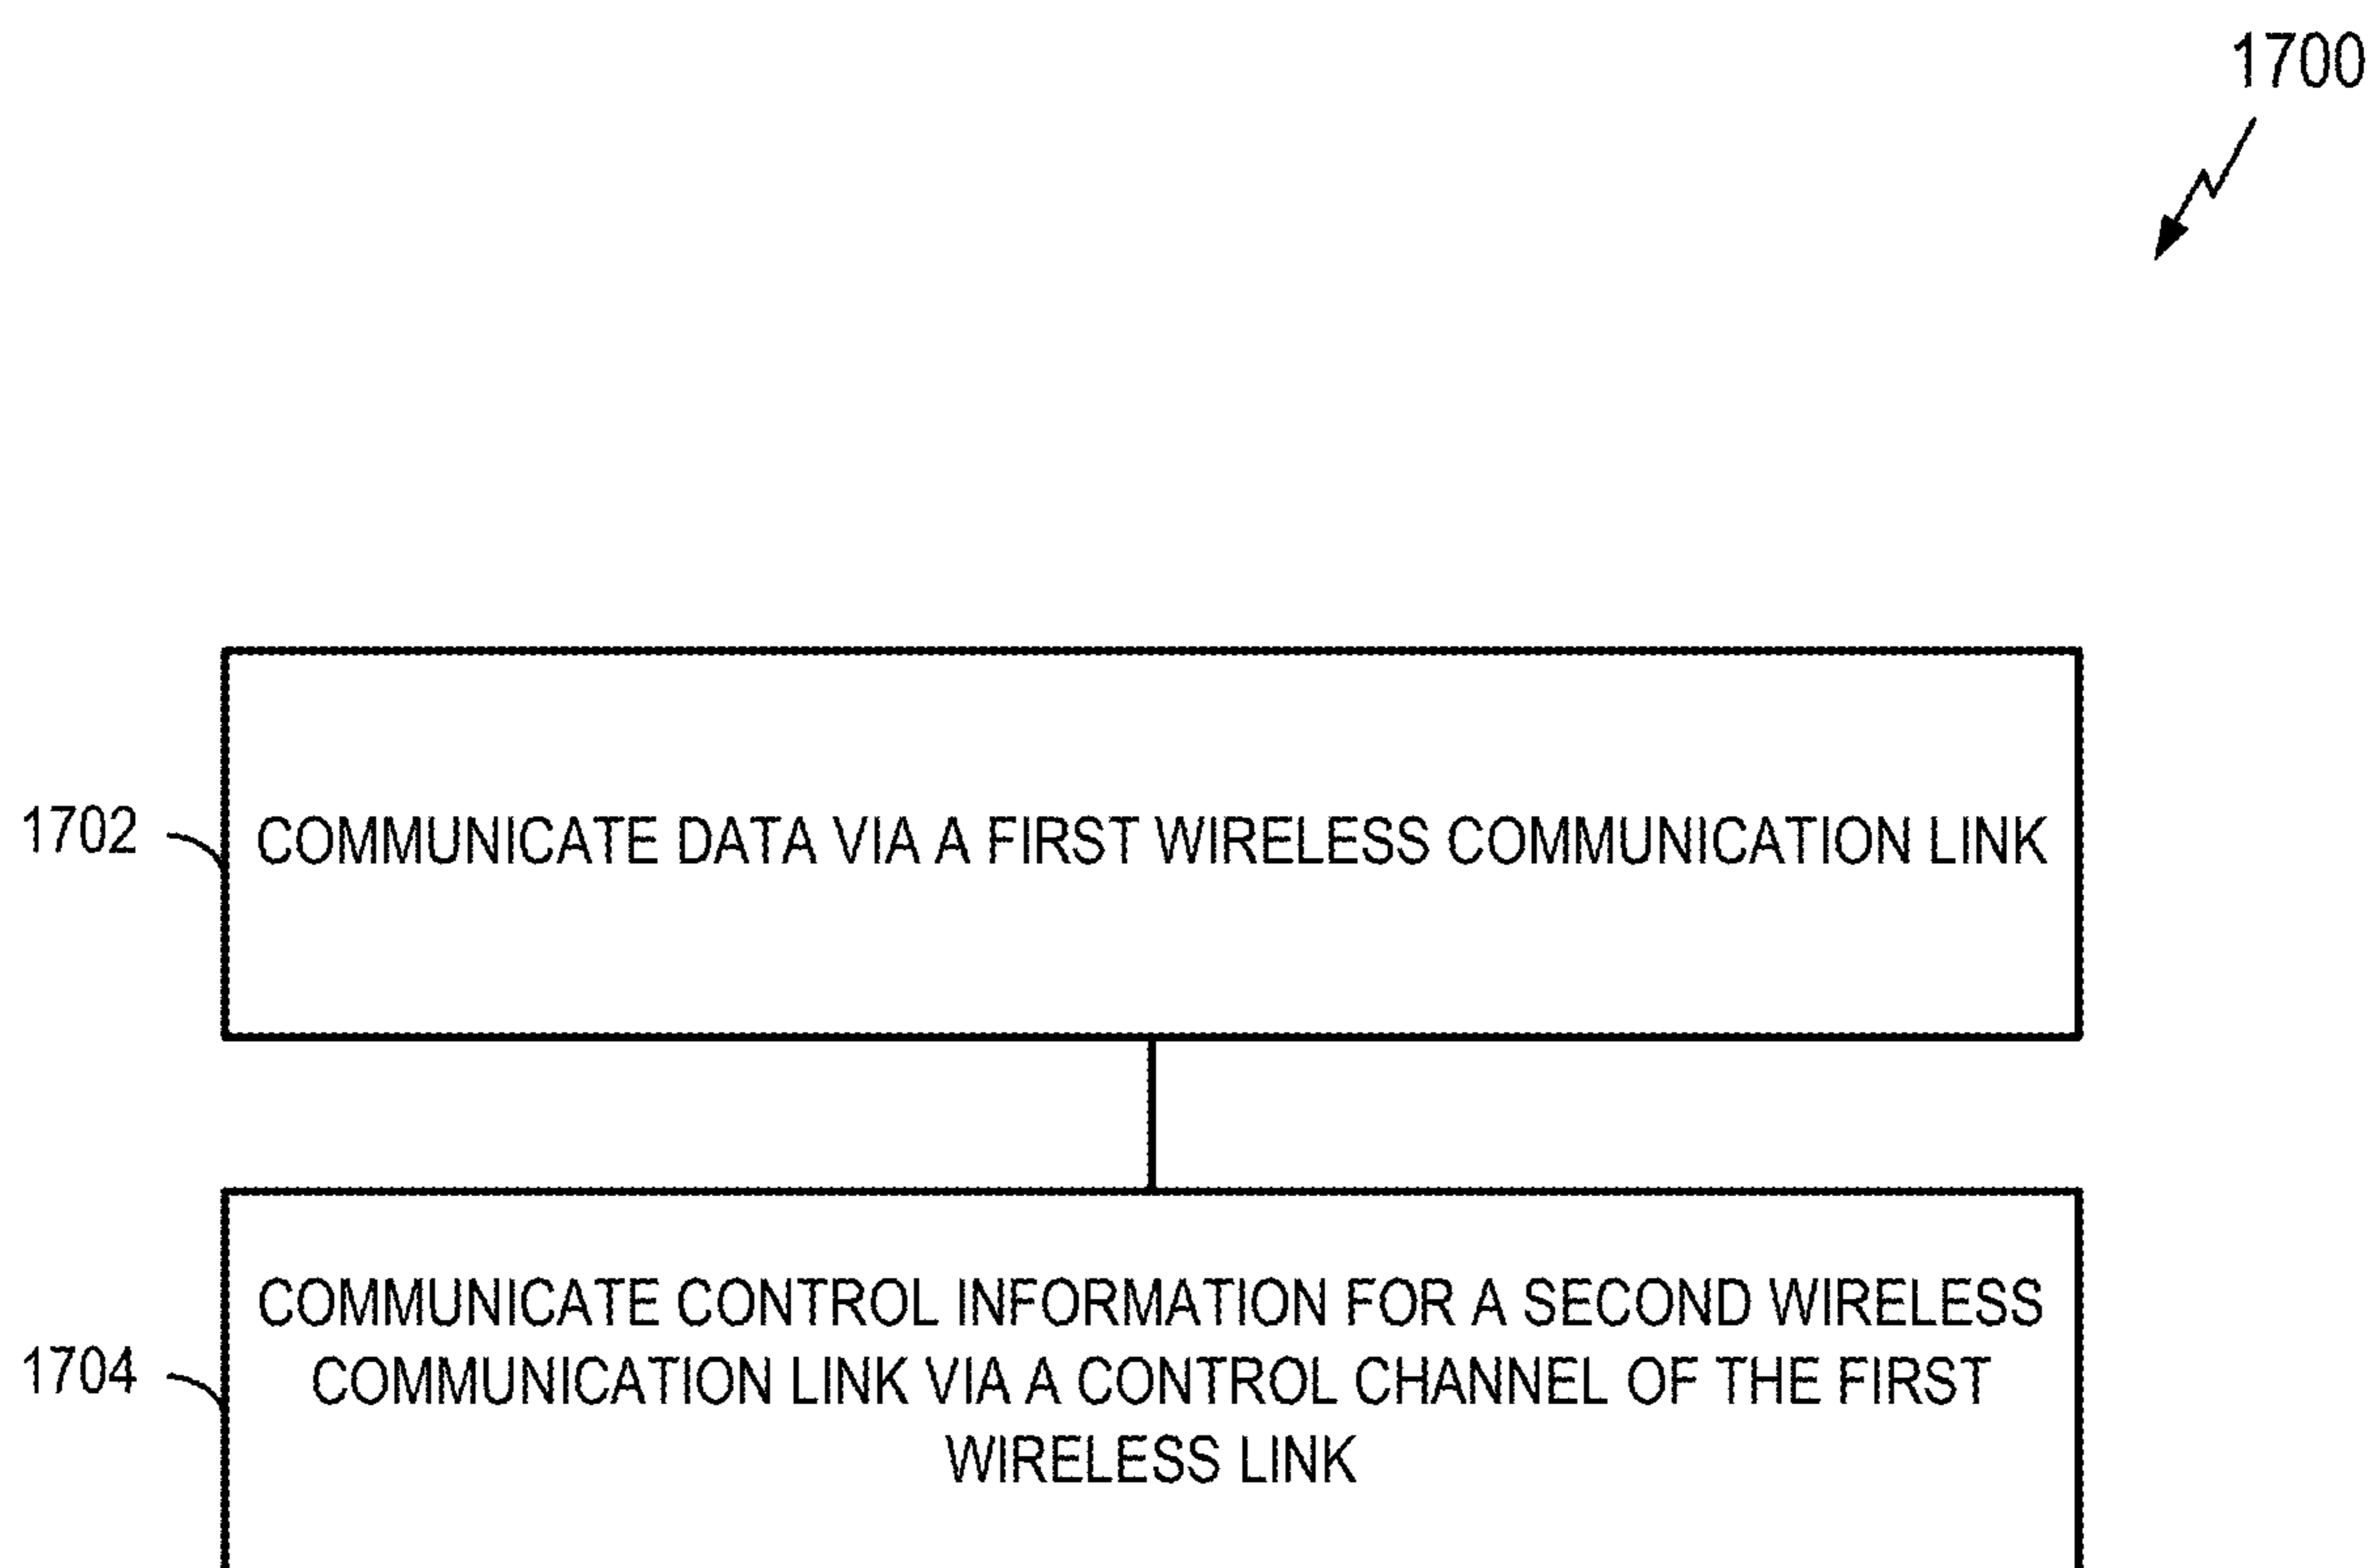 1700
1702
COMMUNICATE DATA VIA A FIRST WIRELESS COMMUNICATION LINK
1704
COMMUNICATE CONTROL INFORMATION FOR A SECOND WIRELESS
COMMUNICATION LINK VIA A CONTROL CHANNEL OF THE FIRST
WIRELESS LINK